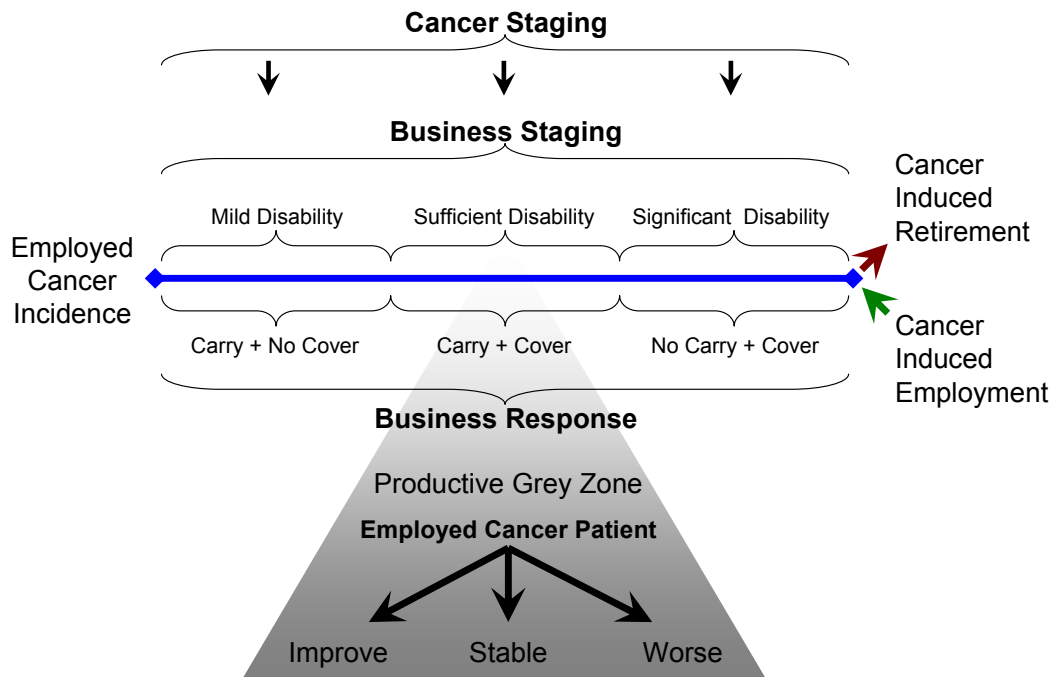 Cancer Staging
Business Staging
Mild Disability
Sufficient Disability
Significant Disability
Employed
Cancer
Incidence
Cancer
Induced
Retirement
Carry + No Cover
Carry + Cover
No Carry + Cover
Cancer
Induced
Employment
Business Response
Productive Grey Zone
Employed Cancer Patient
Improve
Stable
Worse